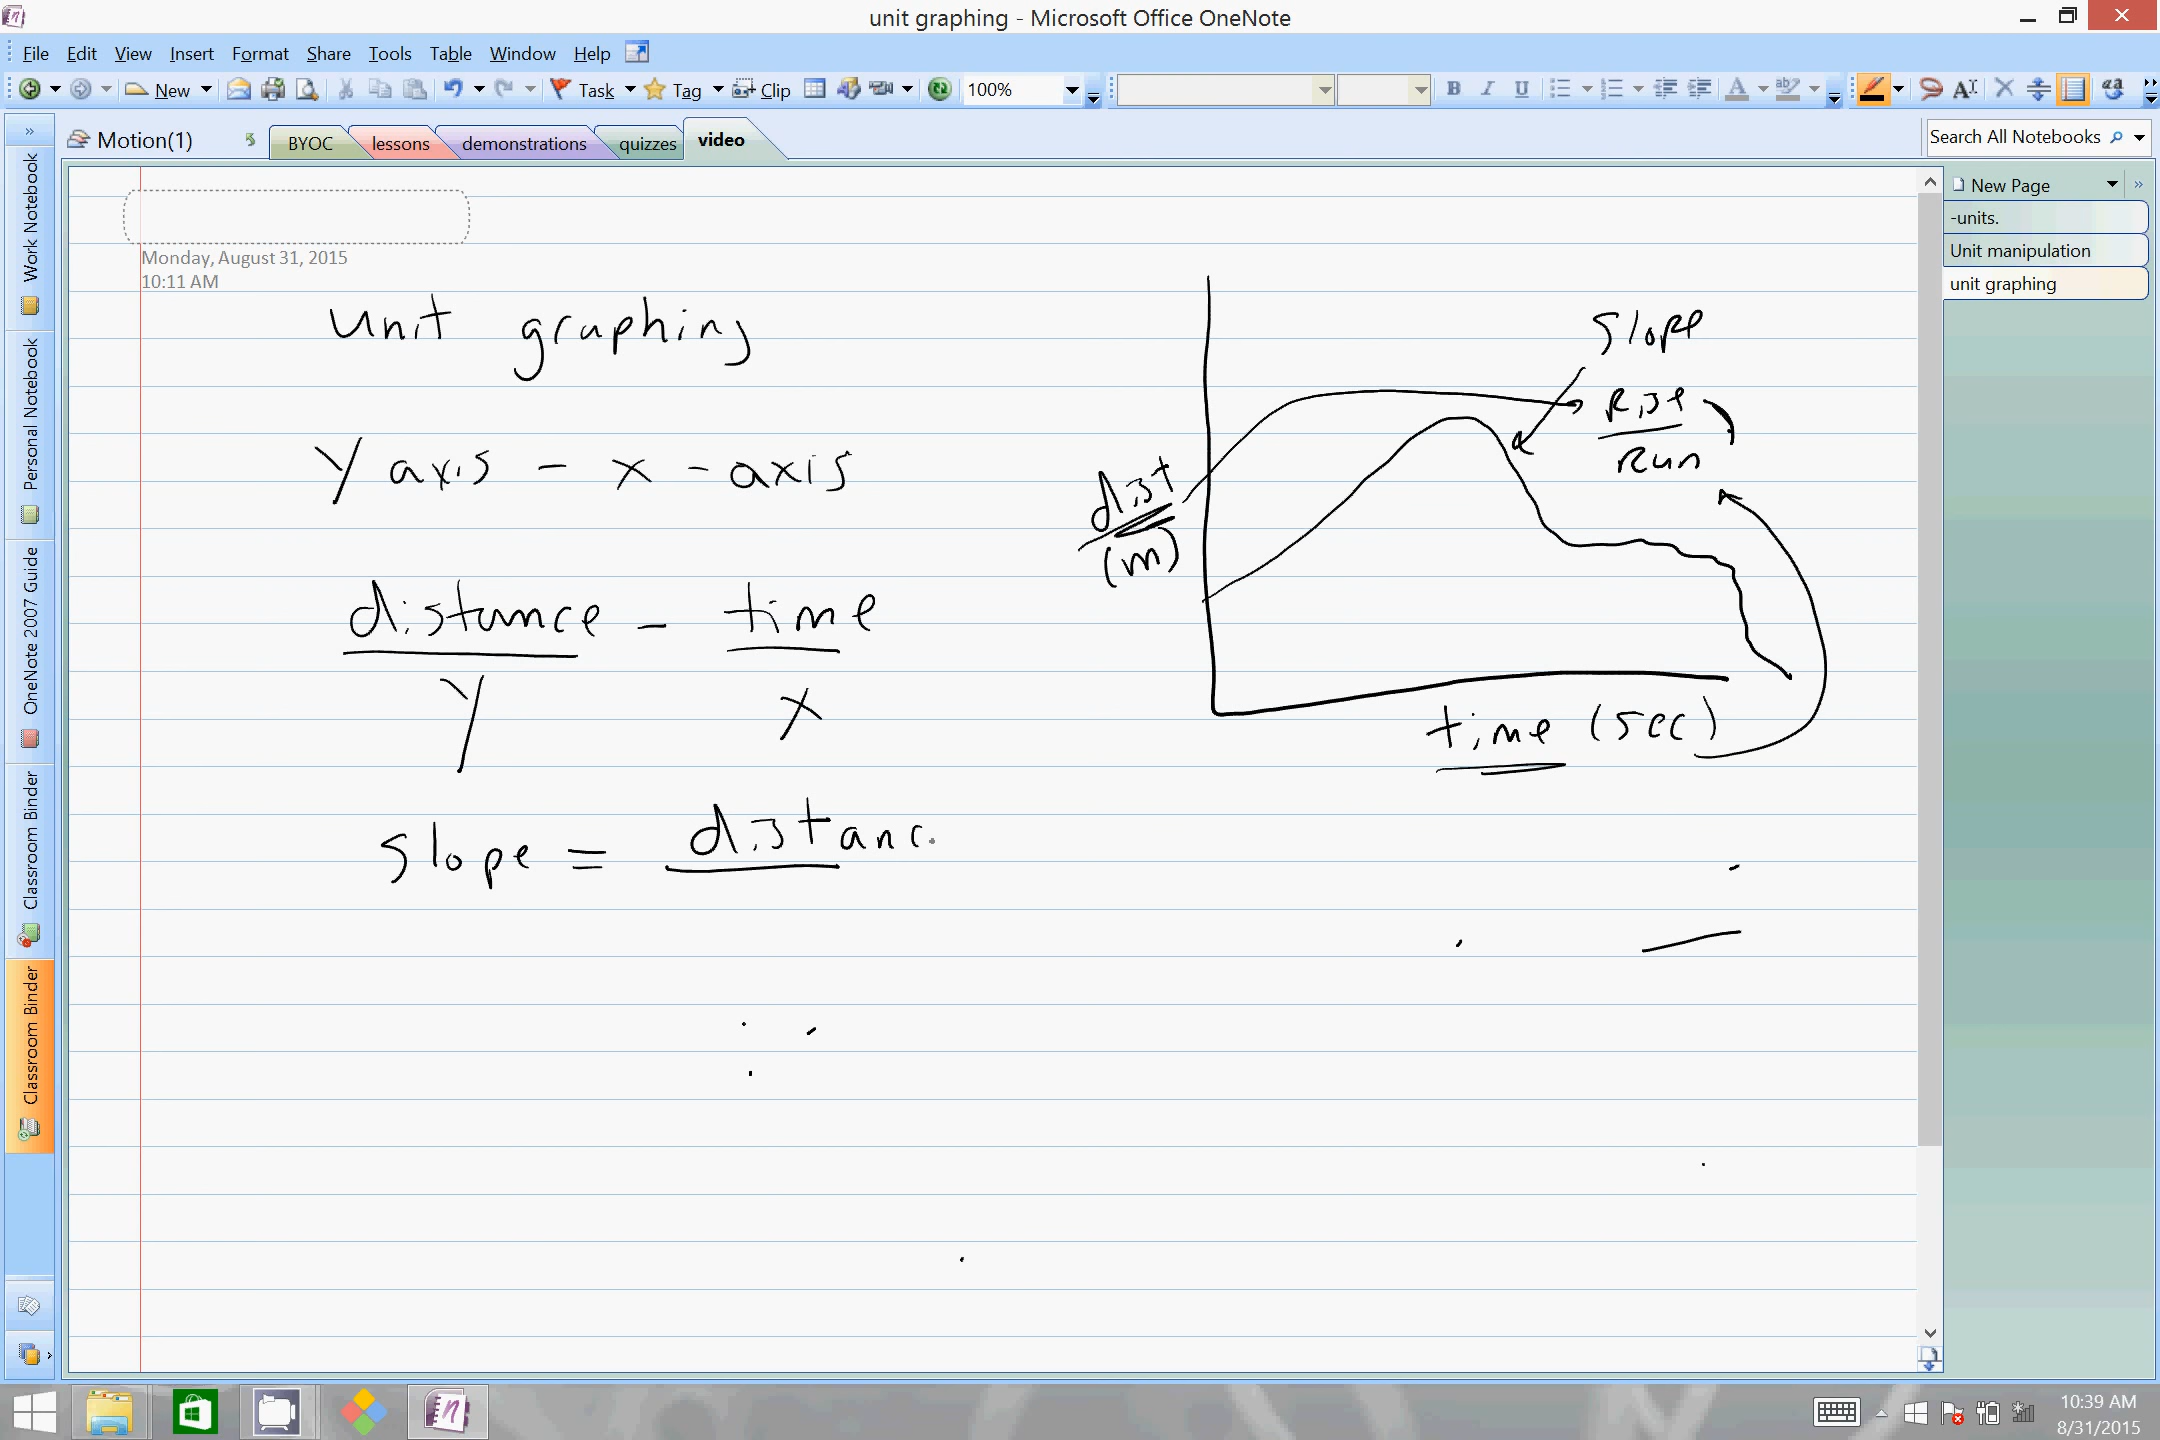 unit graphing - Microsoft Office OneNote
File Edit View Insert Format Share Tools Table Window Help
New Task Tag Clip 100% B I U A ab
Motion(1) BYOC lessons demonstrations quizzes video Search All Notebooks
New Page
-units.
Unit manipulation
unit graphing
Work Notebook
Personal Notebook
OneNote 2007 Guide
Classroom Binder
Classroom Binder
Monday, August 31, 2015
10:11 AM
unit graphing
Y axis - x - axis
distance - time
Y x
slope = distanc
slope
Rise
Run
dist
(m)
time (sec)
10:39 AM
8/31/2015